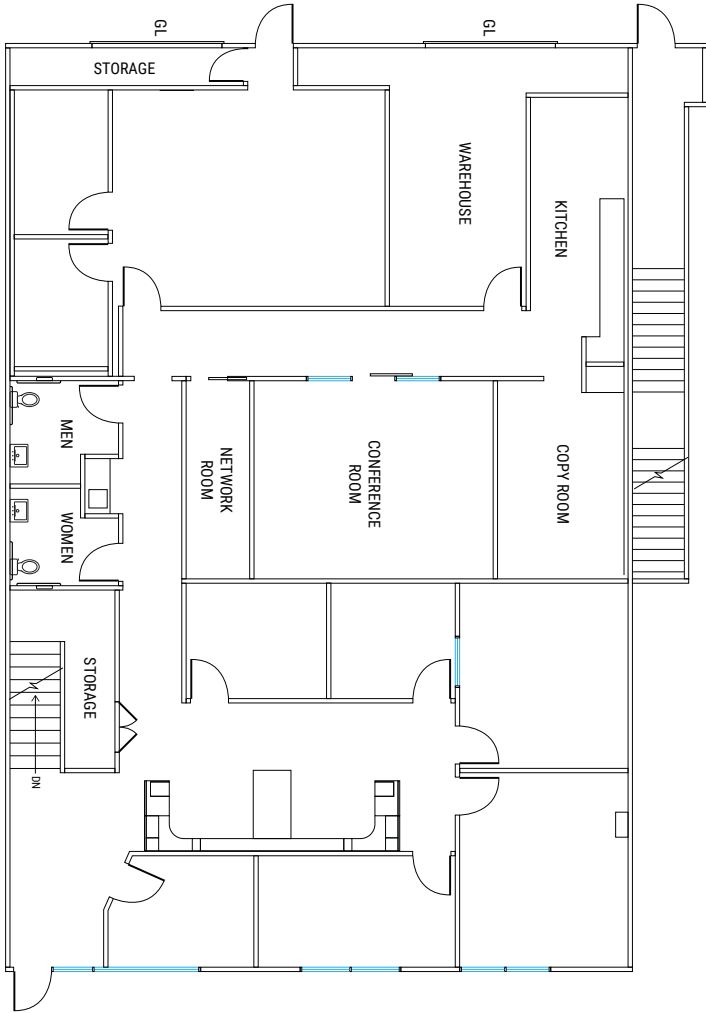 GL
GL
STORAGE
WAREHOUSE
KITCHEN
MEN
NETWORK
ROOM
CONFERENCE
ROOM
COPY ROOM
WOMEN
STORAGE
DN